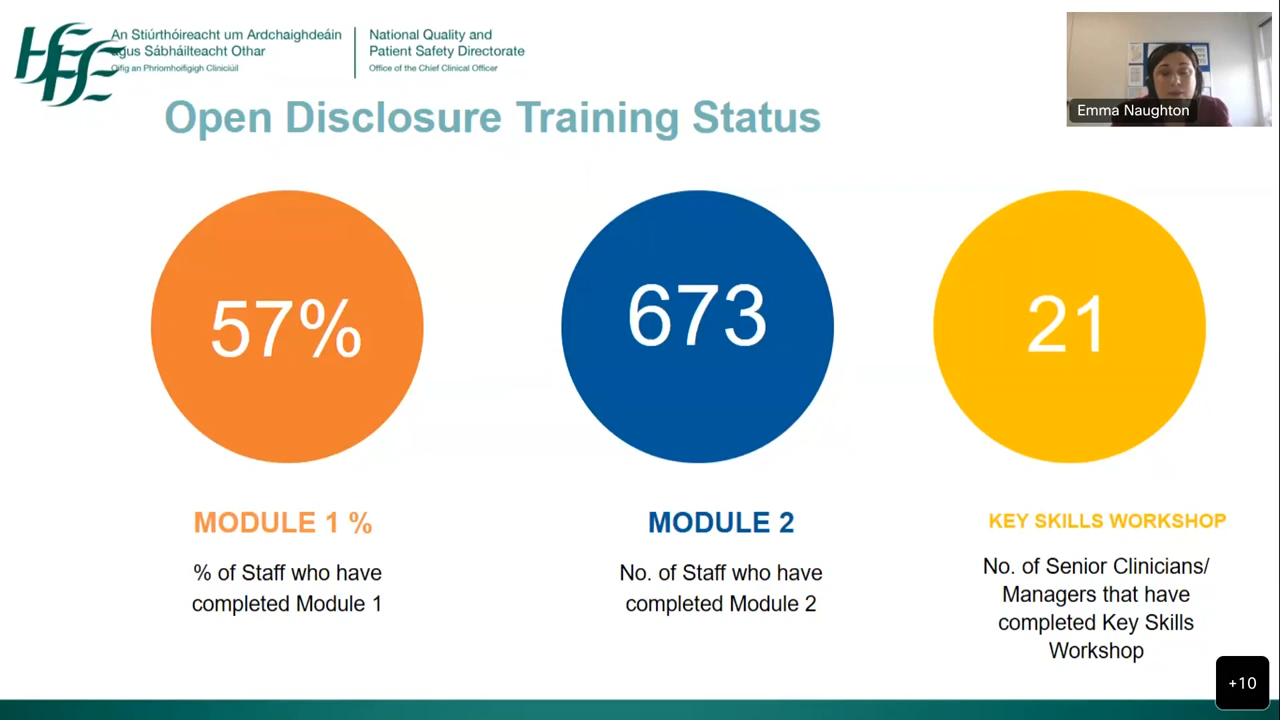 HSE
An Stiúrthóireacht um Ardchaighdeáin
agus Sábháilteacht Othar
Oifig an Phríomhoifigigh Cliniciúil
National Quality and
Patient Safety Directorate
Office of the Chief Clinical Officer
Emma Naughton
Open Disclosure Training Status
57%
673
21
MODULE 1 %
% of Staff who have
completed Module 1
MODULE 2
No. of Staff who have
completed Module 2
KEY SKILLS WORKSHOP
No. of Senior Clinicians/
Managers that have
completed Key Skills
Workshop
+10